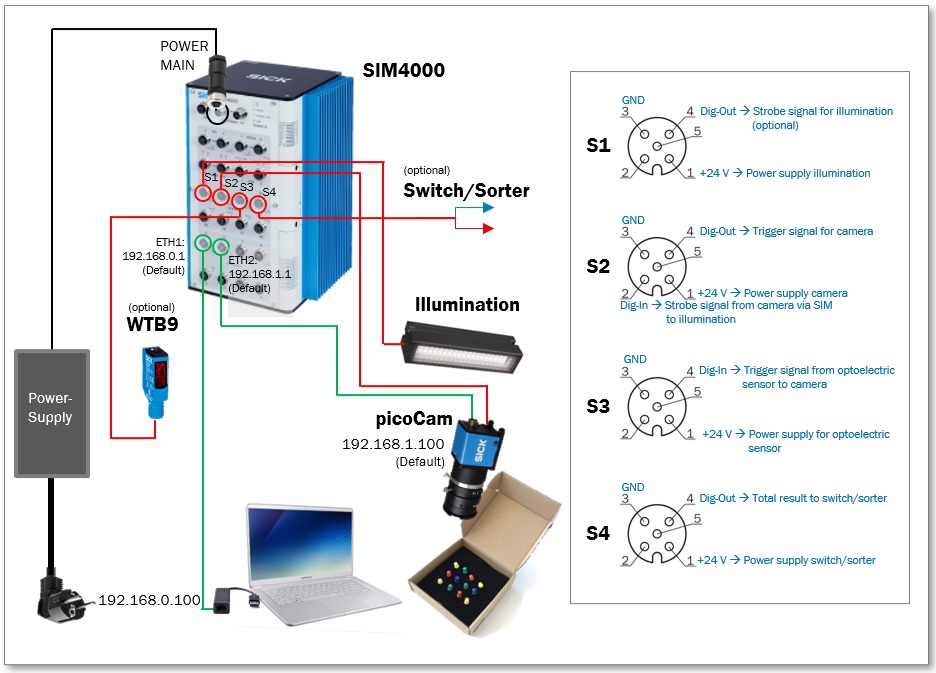 POWER
MAIN
SICK
SIM4000
S1
S2
S3
S4
(optional)
Switch/Sorter
ETH1:
192.168.0.1
(Default)
ETH2:
192.168.1.1
(Default)
(optional)
WTB9
Illumination
Power-
Supply
picoCam
192.168.1.100
(Default)
SICK
192.168.0.100
S1
GND
3
4 Dig-Out → Strobe signal for illumination
(optional)
5
2
1 +24 V → Power supply illumination
S2
GND
3
4 Dig-Out → Trigger signal for camera
5
2
1 +24 V → Power supply camera
Dig-In → Strobe signal from camera via SIM
to illumination
S3
GND
3
4 Dig-In → Trigger signal from optoelectric
sensor to camera
5
2
1 +24 V → Power supply for optoelectric
sensor
S4
GND
3
4 Dig-Out → Total result to switch/sorter
5
2
1 +24 V → Power supply switch/sorter